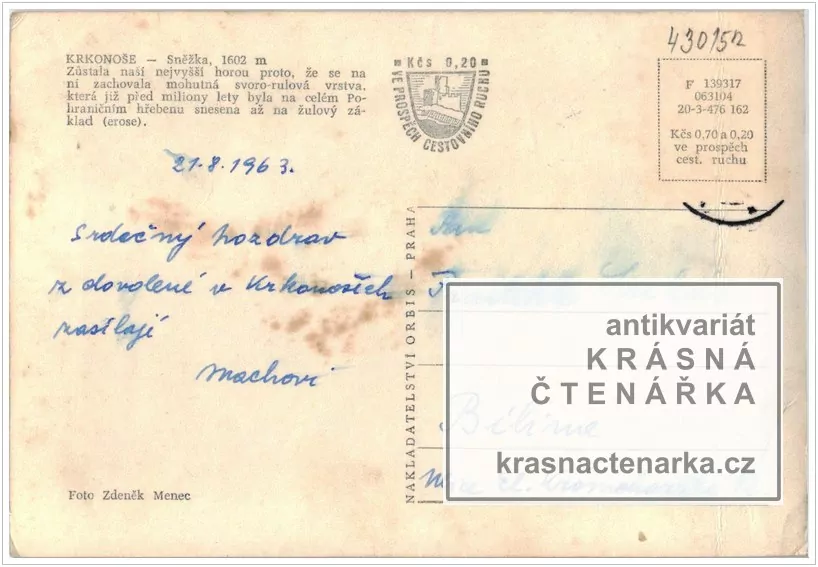 KRKONOŠE — Sněžka, 1602 m
Zůstala naší nejvyšší horou proto, že se na
ní zachovala mohutná svoro-rulová vrstva,
která již před miliony lety byla na celém Po-
hraničním hřebenu snesena až na žulový zá-
klad (erose).
Kčs 0,20
VE PROSPĚCH CESTOVNÍHO RUCHU
43015n
F 139317
063104
20-3-476 162
Kčs 0,70 a 0,20
ve prospěch
cest. ruchu
21.8.1963.
Srdečný pozdrav
z dovolené v Krkonoších
zasílají
Machovi
Foto Zdeněk Menec
NAKLADATELSTVÍ ORBIS — PRAHA
antikvariát
KRÁSNÁ
ČTENÁŘKA
krasnactenarka.cz